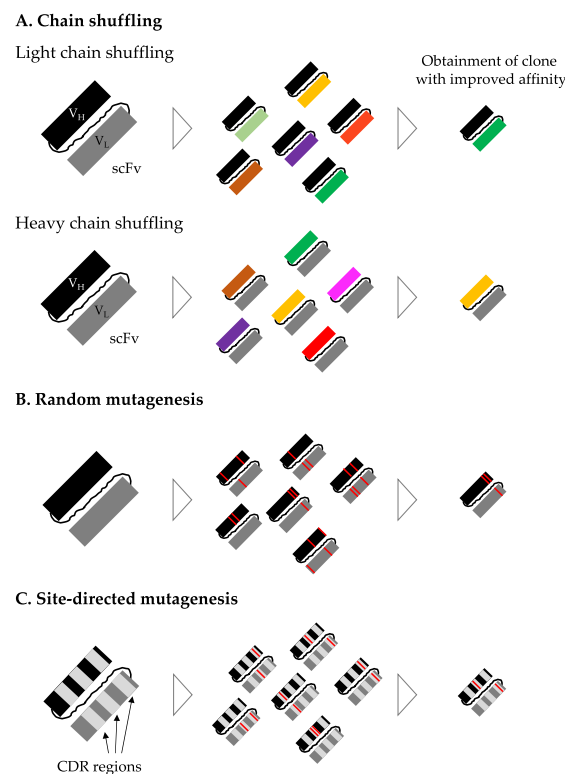 A. Chain shuffling
Light chain shuffling
Obtainment of clone
with improved affinity
VH
VL
scFv
Heavy chain shuffling
VH
VL
scFv
B. Random mutagenesis
C. Site-directed mutagenesis
CDR regions